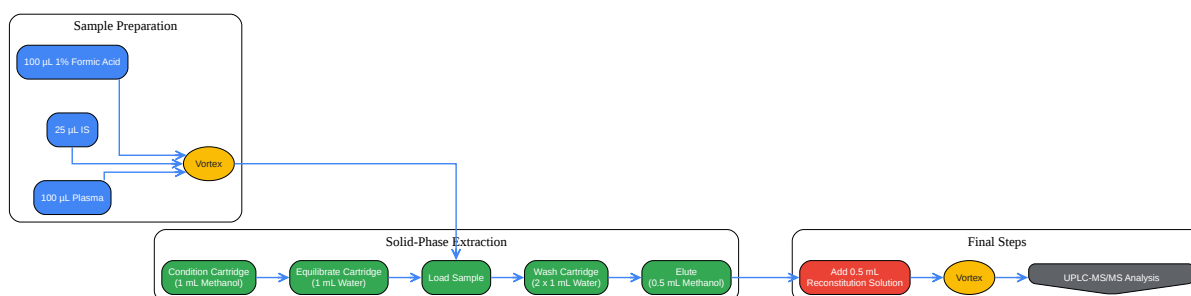 Sample Preparation
100 µL 1% Formic Acid
25 µL IS
Vortex
100 µL Plasma
Solid-Phase Extraction
Condition Cartridge
(1 mL Methanol)
Equilibrate Cartridge
(1 mL Water)
Load Sample
Wash Cartridge
(2 x 1 mL Water)
Elute
(0.5 mL Methanol)
Final Steps
Add 0.5 mL
Reconstitution Solution
Vortex
UPLC-MS/MS Analysis